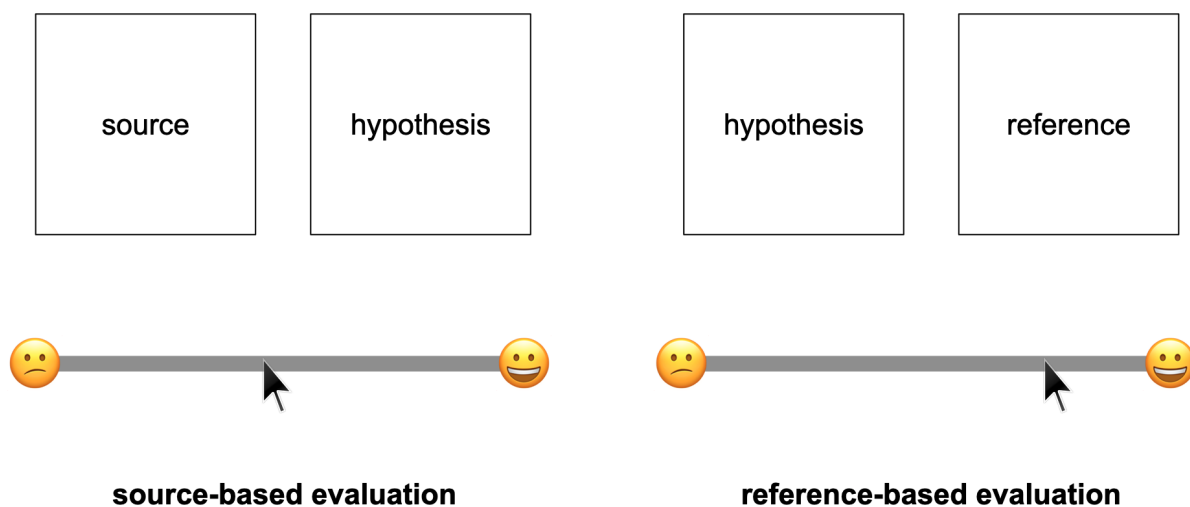 source
hypothesis
hypothesis
reference
source-based evaluation
reference-based evaluation